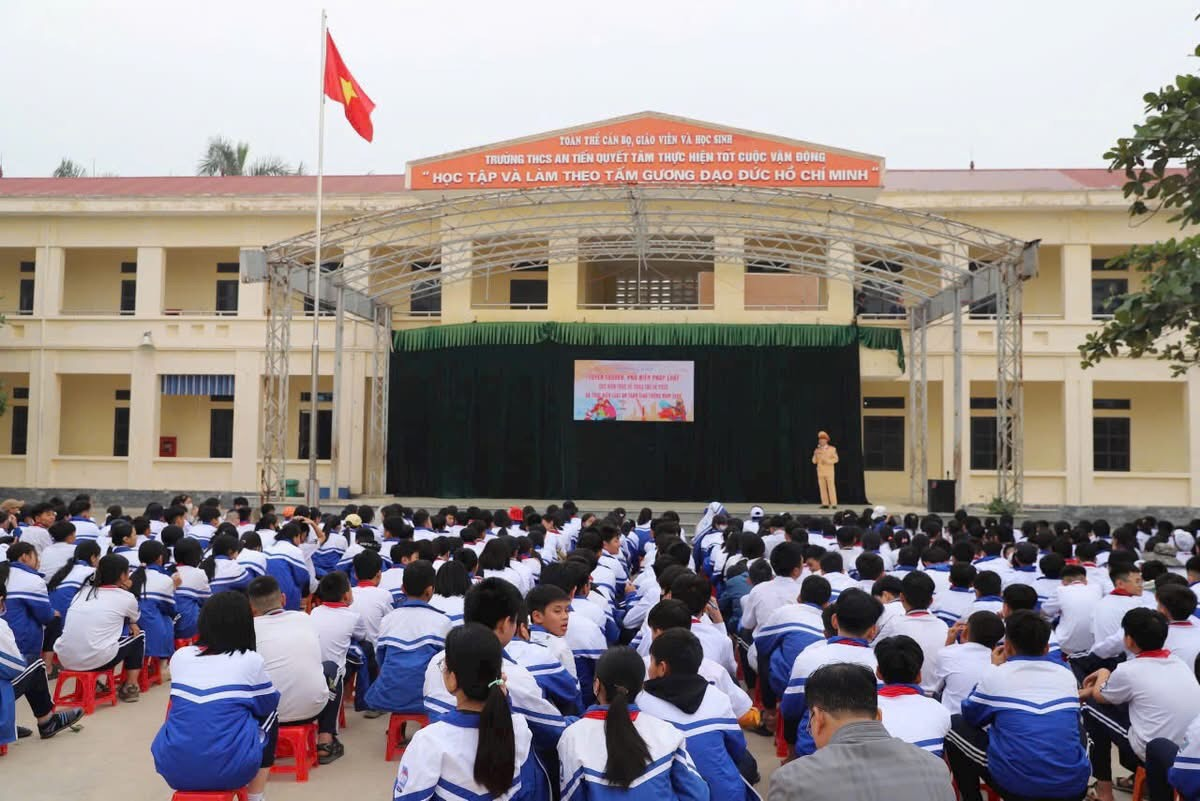 TOÀN THỂ CÁN BỘ, GIÁO VIÊN VÀ HỌC SINH
TRƯỜNG THCS AN TIẾN QUYẾT TÂM THỰC HIỆN TỐT CUỘC VẬN ĐỘNG
" HỌC TẬP VÀ LÀM THEO TẤM GƯƠNG ĐẠO ĐỨC HỒ CHÍ MINH "
TUYÊN TRUYỀN, PHỔ BIẾN PHÁP LUẬT